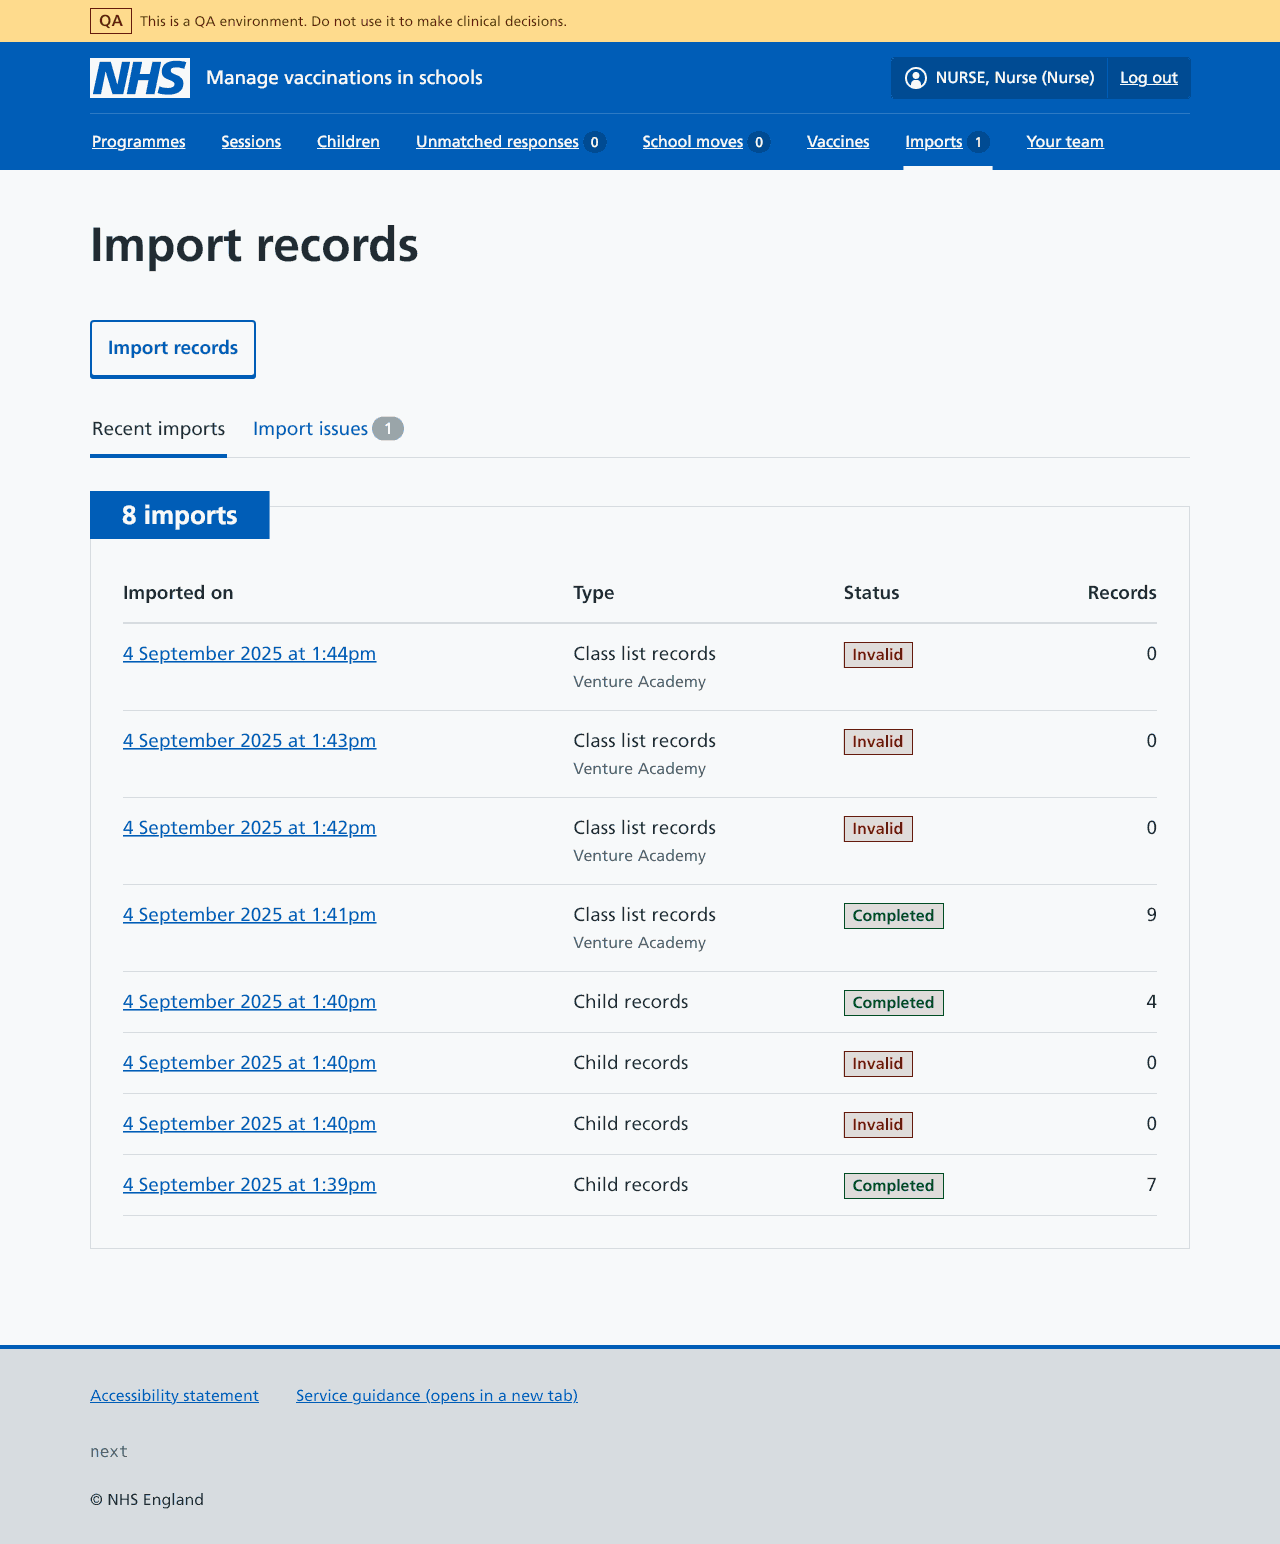 QA This is a QA environment. Do not use it to make clinical decisions.
NHS Manage vaccinations in schools NURSE, Nurse (Nurse) Log out
Programmes Sessions Children Unmatched responses 0 School moves 0 Vaccines Imports 1 Your team
Import records
Import records
Recent imports Import issues 1
8 imports
Imported on Type Status Records
4 September 2025 at 1:44pm Class list records Invalid 0
Venture Academy
4 September 2025 at 1:43pm Class list records Invalid 0
Venture Academy
4 September 2025 at 1:42pm Class list records Invalid 0
Venture Academy
4 September 2025 at 1:41pm Class list records Completed 9
Venture Academy
4 September 2025 at 1:40pm Child records Completed 4
4 September 2025 at 1:40pm Child records Invalid 0
4 September 2025 at 1:40pm Child records Invalid 0
4 September 2025 at 1:39pm Child records Completed 7
Accessibility statement Service guidance (opens in a new tab)
next
© NHS England